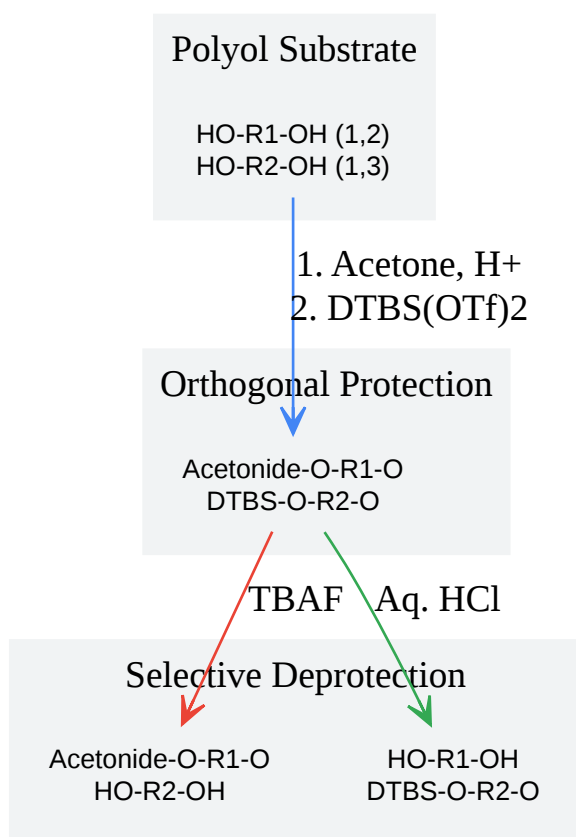 Polyol Substrate
HO-R1-OH (1,2)
HO-R2-OH (1,3)
1. Acetone, H+
2. DTBS(OTf)2
Orthogonal Protection
Acetonide-O-R1-O
DTBS-O-R2-O
TBAF
Aq. HCl
Selective Deprotection
Acetonide-O-R1-O
HO-R2-OH
HO-R1-OH
DTBS-O-R2-O